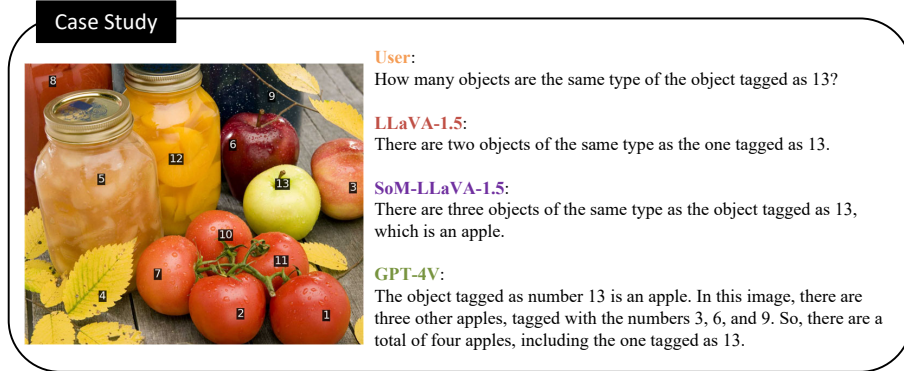 Case Study
8
9
6
12
5
13
3
10
11
7
4
2
1
User:
How many objects are the same type of the object tagged as 13?
LLaVA-1.5:
There are two objects of the same type as the one tagged as 13.
SoM-LLaVA-1.5:
There are three objects of the same type as the object tagged as 13,
which is an apple.
GPT-4V:
The object tagged as number 13 is an apple. In this image, there are
three other apples, tagged with the numbers 3, 6, and 9. So, there are a
total of four apples, including the one tagged as 13.